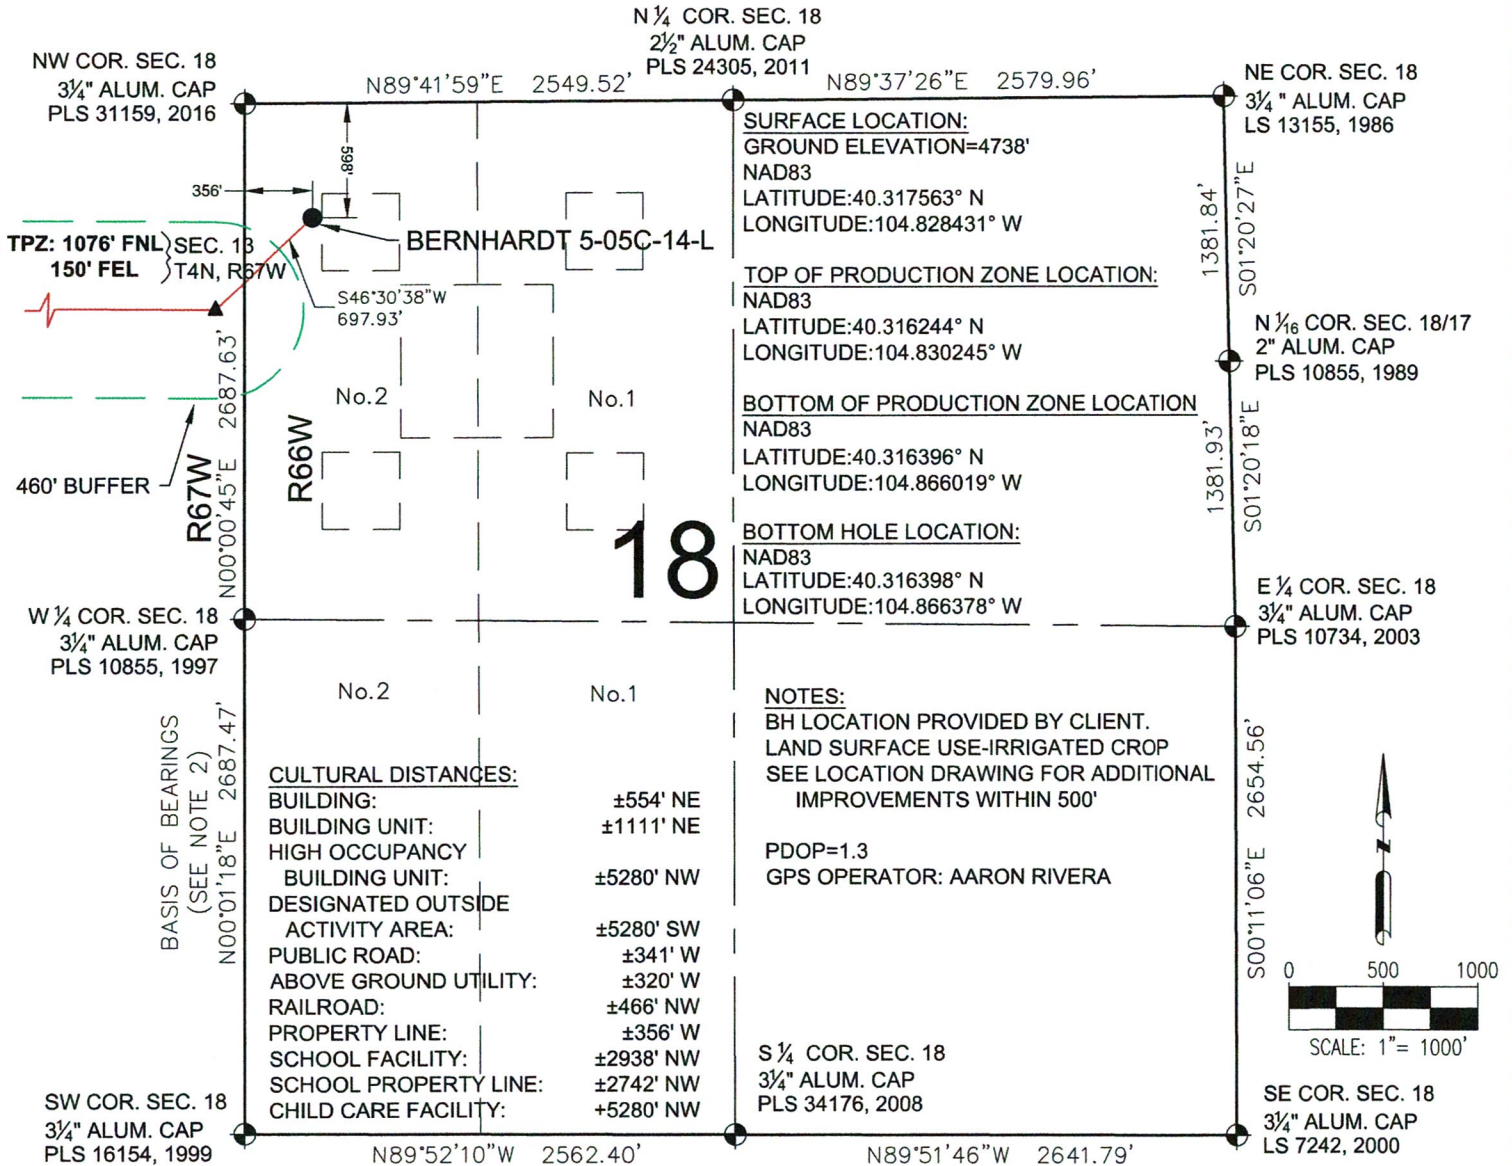 N ¼ COR. SEC. 18
2½" ALUM. CAP
PLS 24305, 2011
NW COR. SEC. 18
3¼" ALUM. CAP
PLS 31159, 2016
N89°41'59"E 2549.52'
N89°37'26"E 2579.96'
NE COR. SEC. 18
3¼" ALUM. CAP
LS 13155, 1986
598'
356'
BERNHARDT 5-05C-14-L
TPZ: 1076' FNL
150' FEL
SEC. 13
T4N, R67W
S46°30'38"W
697.93'
SURFACE LOCATION:
GROUND ELEVATION=4738'
NAD83
LATITUDE:40.317563° N
LONGITUDE:104.828431° W
TOP OF PRODUCTION ZONE LOCATION:
NAD83
LATITUDE:40.316244° N
LONGITUDE:104.830245° W
BOTTOM OF PRODUCTION ZONE LOCATION
NAD83
LATITUDE:40.316396° N
LONGITUDE:104.866019° W
BOTTOM HOLE LOCATION:
NAD83
LATITUDE:40.316398° N
LONGITUDE:104.866378° W
S01°20'27"E
1381.84'
N 1⁄16 COR. SEC. 18/17
2" ALUM. CAP
PLS 10855, 1989
S01°20'18"E
1381.93'
No.2
No.1
460' BUFFER
R67W
R66W
N00°00'45"E 2687.63'
18
W ¼ COR. SEC. 18
3¼" ALUM. CAP
PLS 10855, 1997
E ¼ COR. SEC. 18
3¼" ALUM. CAP
PLS 10734, 2003
No.2
No.1
BASIS OF BEARINGS
(SEE NOTE 2)
N00°01'18"E 2687.47'
CULTURAL DISTANCES:
BUILDING: ±554' NE
BUILDING UNIT: ±1111' NE
HIGH OCCUPANCY
BUILDING UNIT: ±5280' NW
DESIGNATED OUTSIDE
ACTIVITY AREA: ±5280' SW
PUBLIC ROAD: ±341' W
ABOVE GROUND UTILITY: ±320' W
RAILROAD: ±466' NW
PROPERTY LINE: ±356' W
SCHOOL FACILITY: ±2938' NW
SCHOOL PROPERTY LINE: ±2742' NW
CHILD CARE FACILITY: +5280' NW
NOTES:
BH LOCATION PROVIDED BY CLIENT.
LAND SURFACE USE-IRRIGATED CROP
SEE LOCATION DRAWING FOR ADDITIONAL
IMPROVEMENTS WITHIN 500'
PDOP=1.3
GPS OPERATOR: AARON RIVERA
S00°11'06"E 2654.56'
N
0 500 1000
SCALE: 1"= 1000'
SW COR. SEC. 18
3¼" ALUM. CAP
PLS 16154, 1999
S ¼ COR. SEC. 18
3¼" ALUM. CAP
PLS 34176, 2008
SE COR. SEC. 18
3¼" ALUM. CAP
LS 7242, 2000
N89°52'10"W 2562.40'
N89°51'46"W 2641.79'